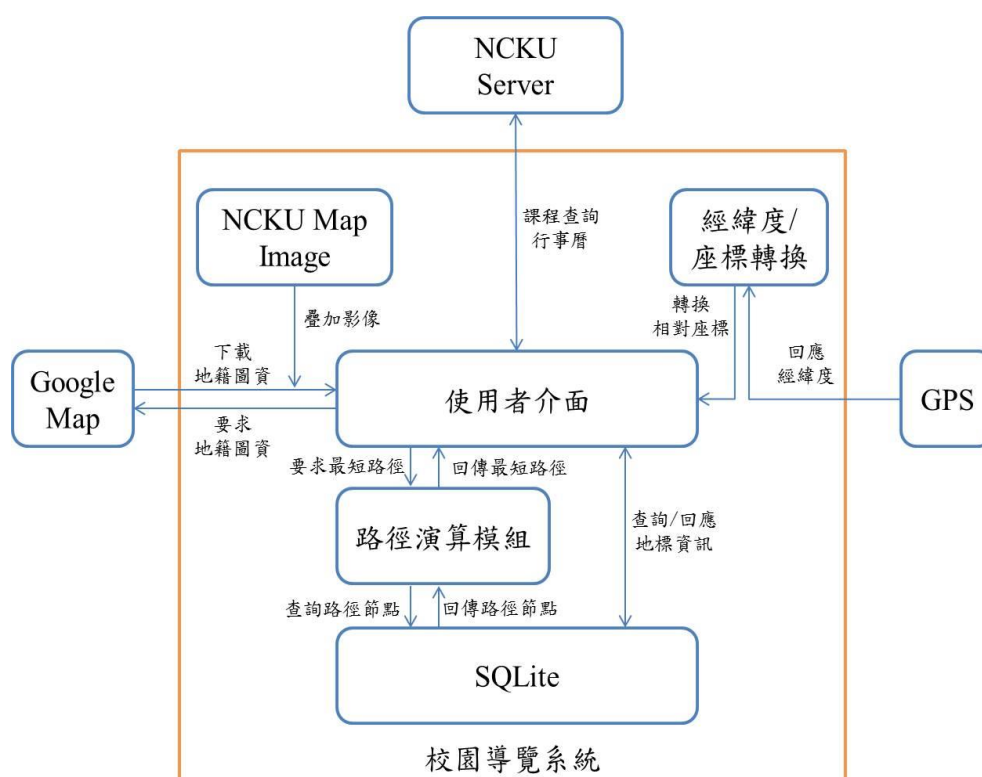 NCKU
Server
NCKU Map
Image
課程查詢
行事曆
經緯度/
座標轉換
疊加影像
轉換
相對座標
下載
地籍圖資
回應
經緯度
Google
Map
使用者介面
GPS
要求
地籍圖資
要求最短路徑
回傳最短路徑
路徑演算模組
查詢/回應
地標資訊
查詢路徑節點
回傳路徑節點
SQLite
校園導覽系統